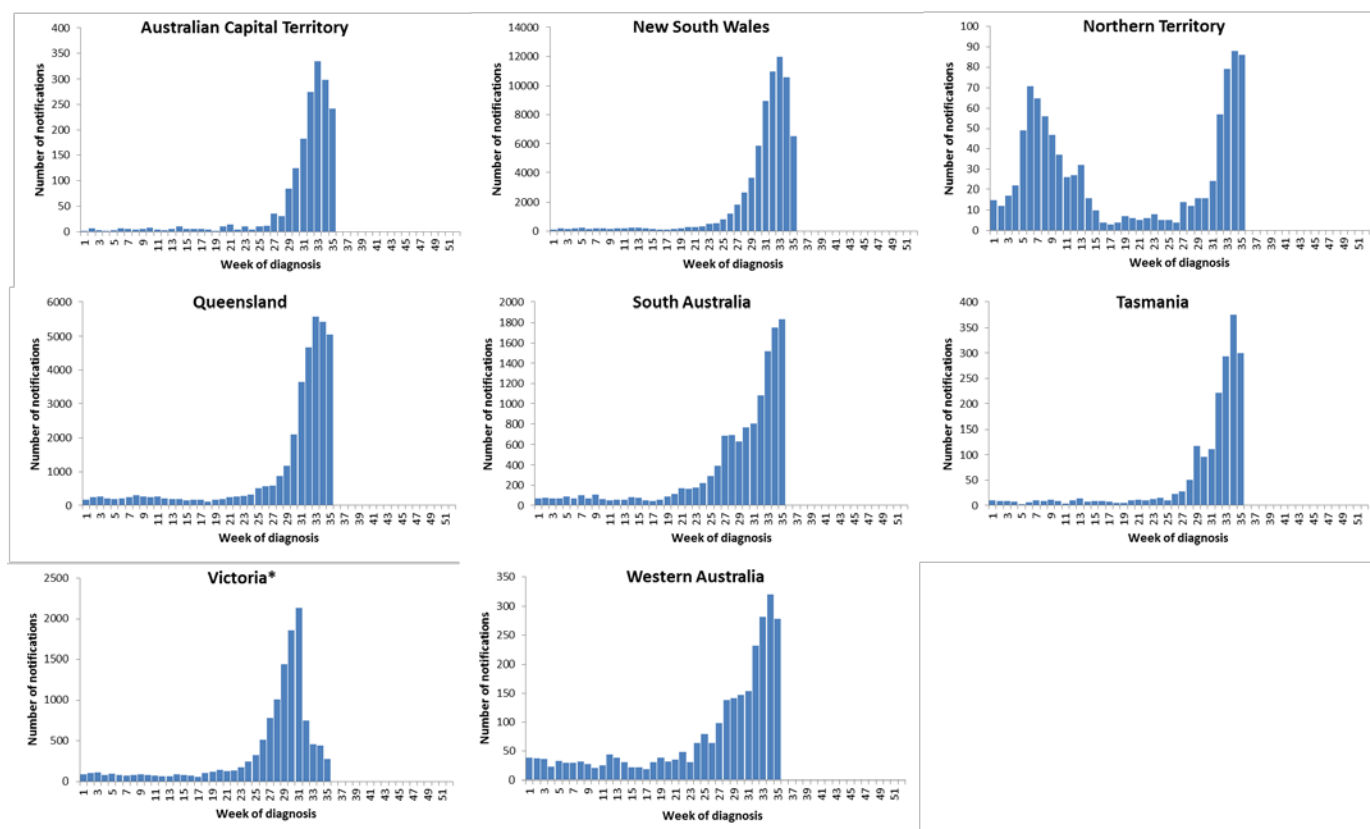 Australian Capital Territory
Number of notifications
400
350
300
250
200
150
100
50
0
1 3 5 7 9 11 13 15 17 19 21 23 25 27 29 31 33 35 37 39 41 43 45 47 49 51
Week of diagnosis
New South Wales
Number of notifications
14000
12000
10000
8000
6000
4000
2000
0
1 3 5 7 9 11 13 15 17 19 21 23 25 27 29 31 33 35 37 39 41 43 45 47 49 51
Week of diagnosis
Northern Territory
Number of notifications
100
90
80
70
60
50
40
30
20
10
0
1 3 5 7 9 11 13 15 17 19 21 23 25 27 29 31 33 35 37 39 41 43 45 47 49 51
Week of diagnosis
Queensland
Number of notifications
6000
5000
4000
3000
2000
1000
0
1 3 5 7 9 11 13 15 17 19 21 23 25 27 29 31 33 35 37 39 41 43 45 47 49 51
Week of diagnosis
South Australia
Number of notifications
2000
1800
1600
1400
1200
1000
800
600
400
200
0
1 3 5 7 9 11 13 15 17 19 21 23 25 27 29 31 33 35 37 39 41 43 45 47 49 51
Week of diagnosis
Tasmania
Number of notifications
400
350
300
250
200
150
100
50
0
1 3 5 7 9 11 13 15 17 19 21 23 25 27 29 31 33 35 37 39 41 43 45 47 49 51
Week of diagnosis
Victoria*
Number of notifications
2500
2000
1500
1000
500
0
1 3 5 7 9 11 13 15 17 19 21 23 25 27 29 31 33 35 37 39 41 43 45 47 49 51
Week of diagnosis
Western Australia
Number of notifications
350
300
250
200
150
100
50
0
1 3 5 7 9 11 13 15 17 19 21 23 25 27 29 31 33 35 37 39 41 43 45 47 49 51
Week of diagnosis